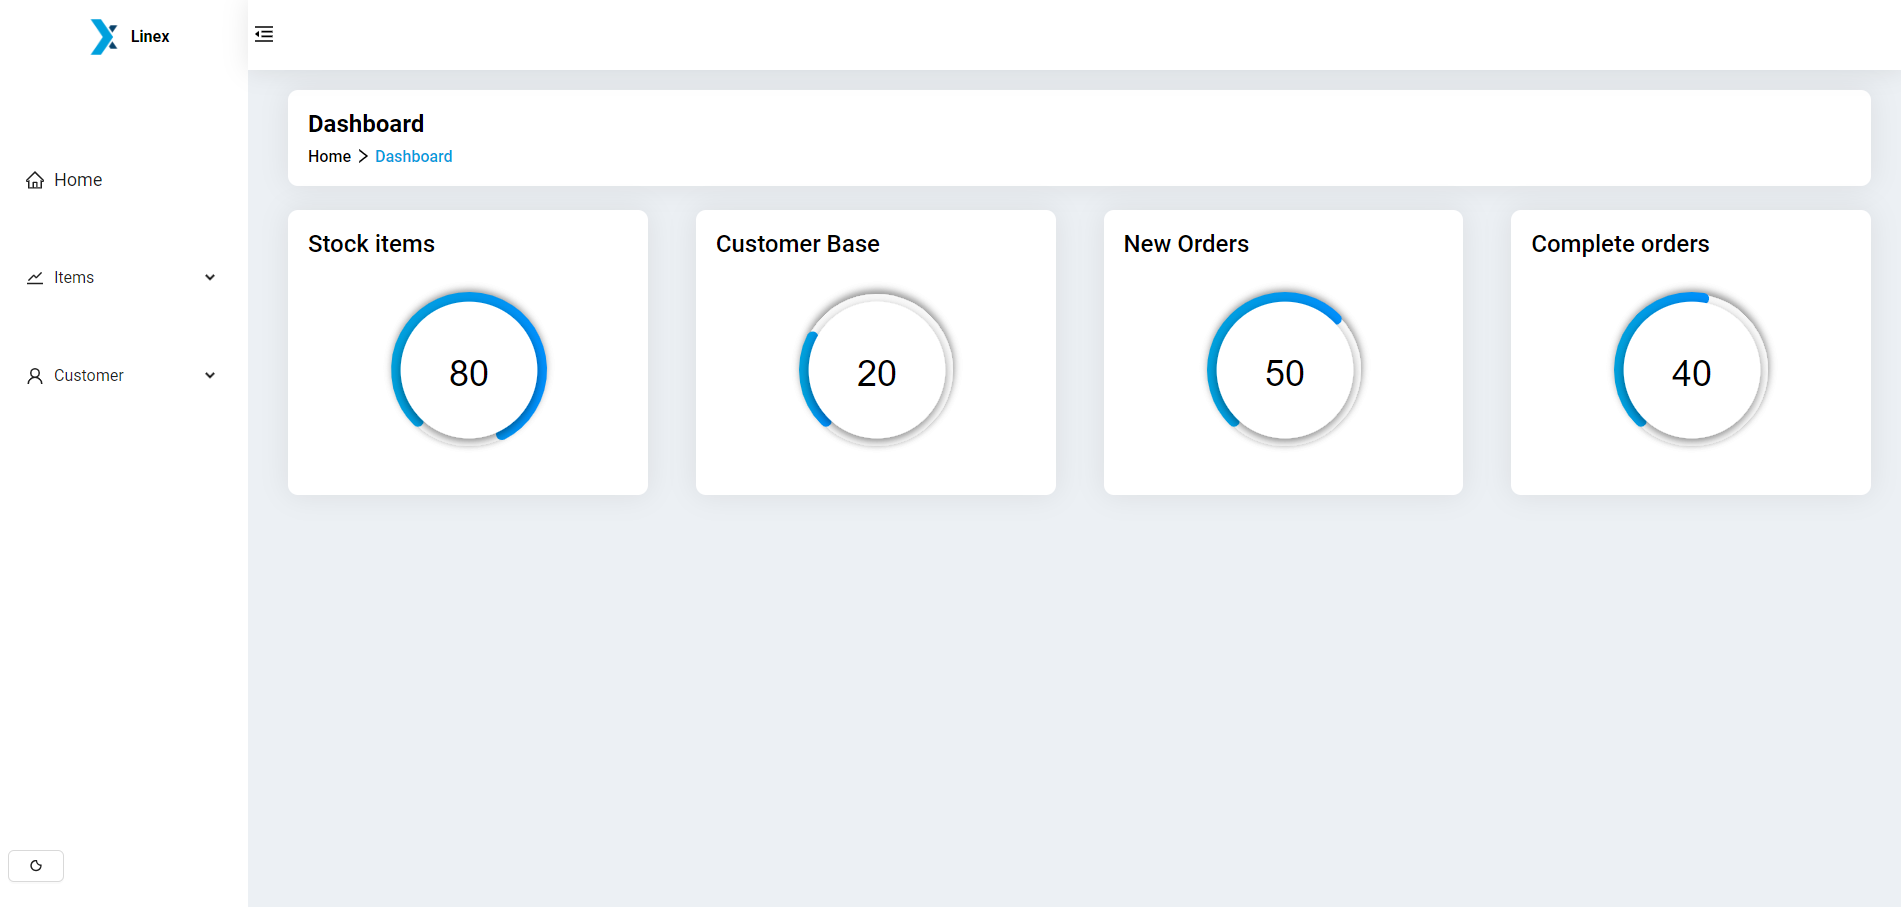 Linex
Home
Items
Customer
Dashboard
Home > Dashboard
Stock items
80
Customer Base
20
New Orders
50
Complete orders
40